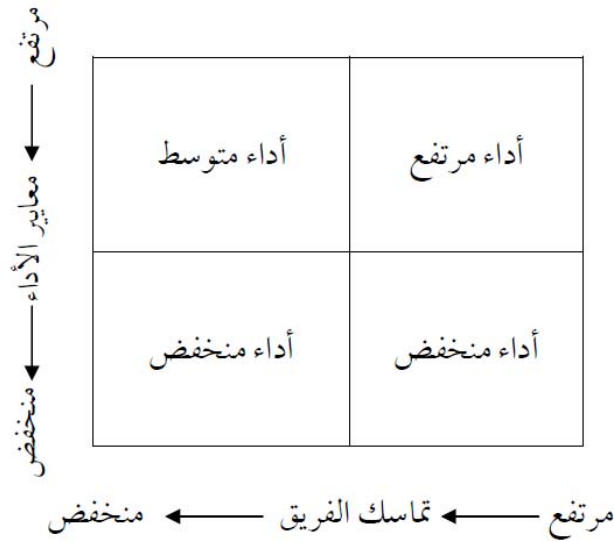 أداء مرتفع
أداء متوسط
أداء منخفض
أداء منخفض
مرتفع
معايير الأداء
منخفض
مرتفع
تماسك الفريق
منخفض